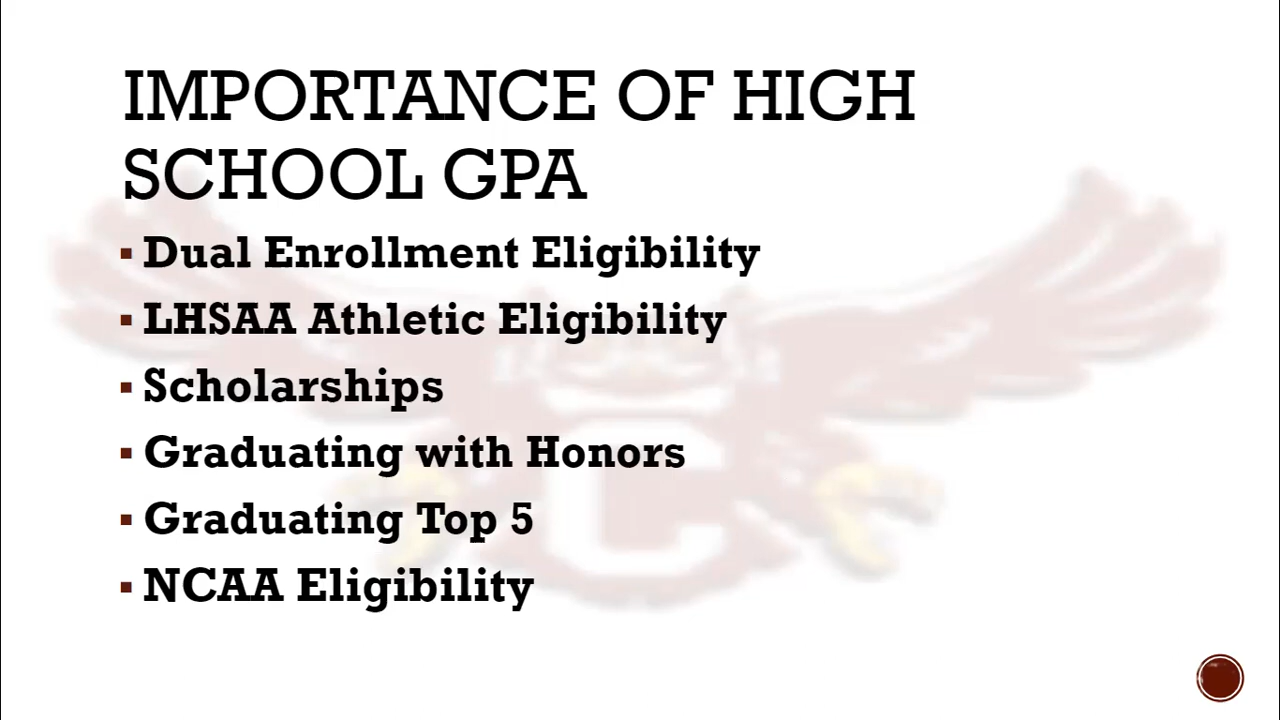 IMPORTANCE OF HIGH
SCHOOL GPA
▪ Dual Enrollment Eligibility
▪ LHSAA Athletic Eligibility
▪ Scholarships
▪ Graduating with Honors
▪ Graduating Top 5
▪ NCAA Eligibility
C